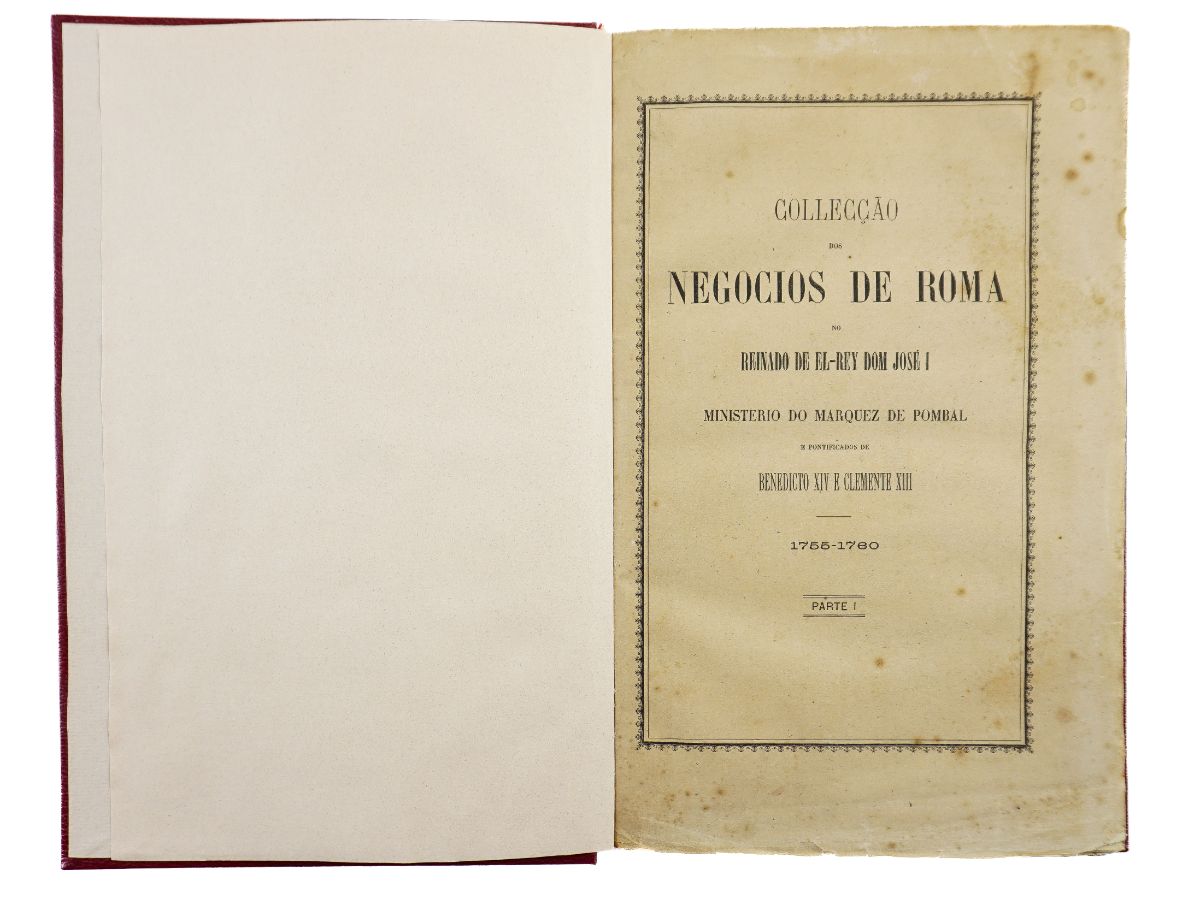 COLLECÇÃO
DOS
NEGOCIOS DE ROMA
NO
REINADO DE EL-REY DOM JOSÉ I
MINISTERIO DO MARQUEZ DE POMBAL
E PONTIFICADOS DE
BENEDICTO XIV E CLEMENTE XIII
1755-1760
PARTE I